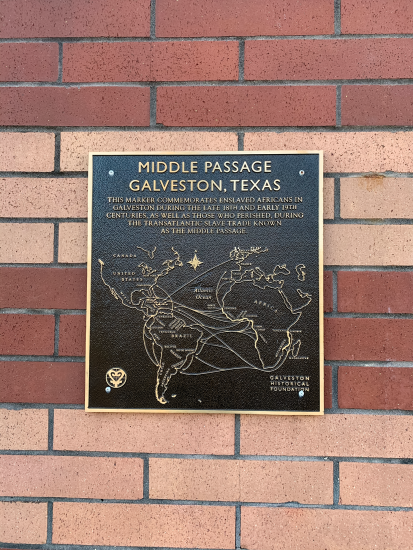 MIDDLE PASSAGE
GALVESTON, TEXAS
THIS MARKER COMMEMORATES ENSLAVED AFRICANS IN
GALVESTON DURING THE LATE 18TH AND EARLY 19TH
CENTURIES, AS WELL AS THOSE WHO PERISHED, DURING
THE TRANSATLANTIC SLAVE TRADE KNOWN
AS THE MIDDLE PASSAGE.
CANADA
UNITED
STATES
Atlantic
Ocean
AFRICA
BRAZIL
GALVESTON
HISTORICAL
FOUNDATION